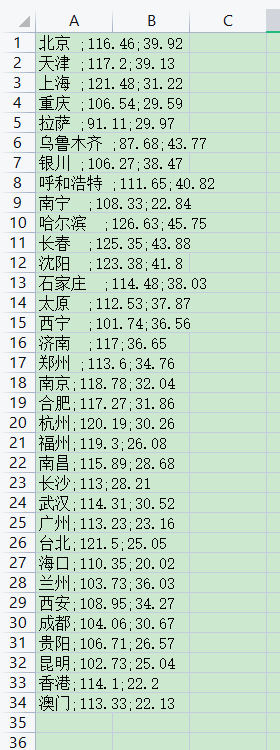 A B C
1 北京 ;116.46;39.92
2 天津 ;117.2;39.13
3 上海 ;121.48;31.22
4 重庆 ;106.54;29.59
5 拉萨 ;91.11;29.97
6 乌鲁木齐 ;87.68;43.77
7 银川 ;106.27;38.47
8 呼和浩特 ;111.65;40.82
9 南宁 ;108.33;22.84
10 哈尔滨 ;126.63;45.75
11 长春 ;125.35;43.88
12 沈阳 ;123.38;41.8
13 石家庄 ;114.48;38.03
14 太原 ;112.53;37.87
15 西宁 ;101.74;36.56
16 济南 ;117;36.65
17 郑州 ;113.6;34.76
18 南京;118.78;32.04
19 合肥;117.27;31.86
20 杭州;120.19;30.26
21 福州;119.3;26.08
22 南昌;115.89;28.68
23 长沙;113;28.21
24 武汉;114.31;30.52
25 广州;113.23;23.16
26 台北;121.5;25.05
27 海口;110.35;20.02
28 兰州;103.73;36.03
29 西安;108.95;34.27
30 成都;104.06;30.67
31 贵阳;106.71;26.57
32 昆明;102.73;25.04
33 香港;114.1;22.2
34 澳门;113.33;22.13
35
36